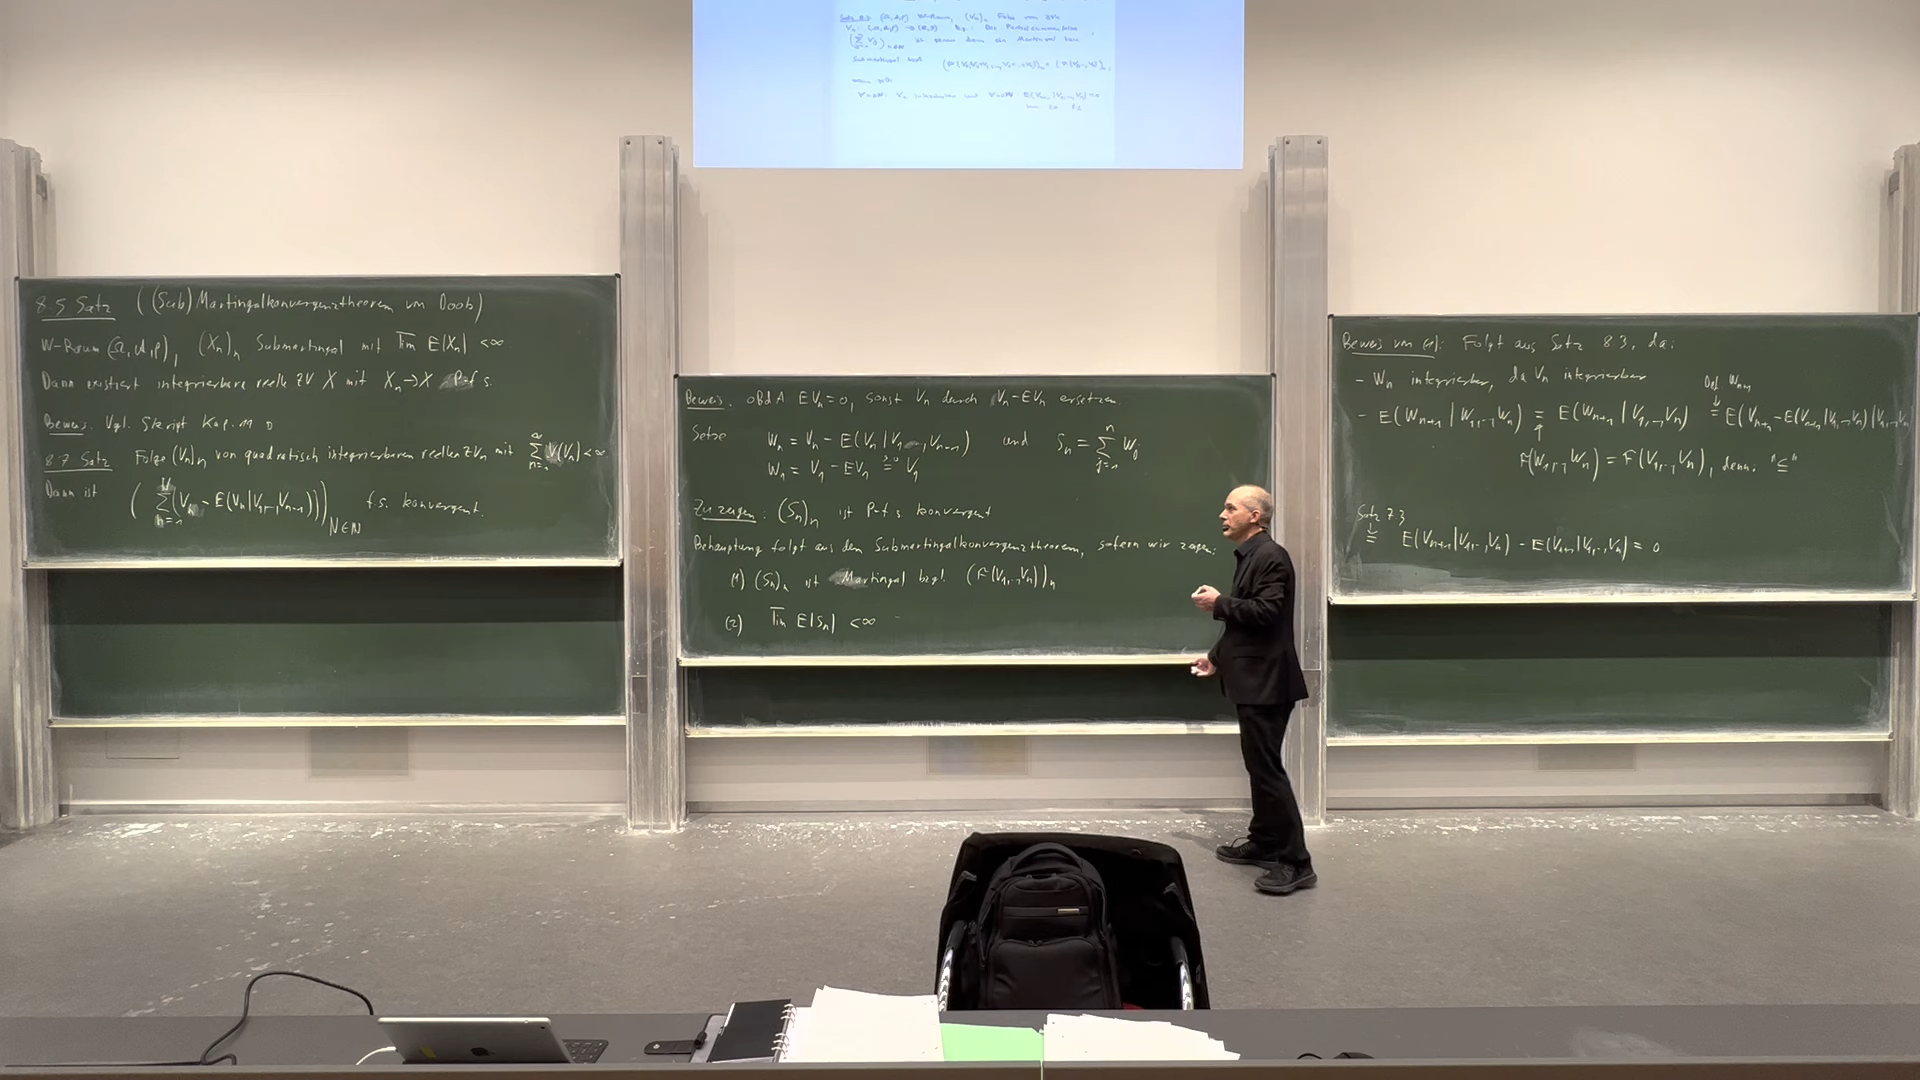 8.5 Satz ((Sub)Martingalkonvergenztheorem von Doob)
W-Raum (Ω, A, P), (Xₙ)ₙ Submartingal mit lim E|Xₙ| < ∞
Dann existiert integrierbare reelle ZV X mit Xₙ → X P-f.s.
Beweis. Vgl. Skript Kap. 11 □
8.7 Satz Folge (Vₙ)ₙ von quadratisch integrierbaren reellen ZVn mit ∑ₙ₌₁^∞ V(Vₙ) < ∞
Dann ist (∑ₙ₌₁^N (Vₙ - E(Vₙ|V₁,..,Vₙ₋₁)))_{N∈ℕ} f.s. konvergent.
Beweis. oBdA EVₙ = 0, sonst Vₙ durch Vₙ - EVₙ ersetzen.
Setze Wₙ = Vₙ - E(Vₙ|V₁,..,Vₙ₋₁) und Sₙ = ∑ⱼ₌₁ⁿ Wⱼ
W₁ = V₁ - EV₁ = V₁
Zu zeigen: (Sₙ)ₙ ist P-f.s. konvergent
Behauptung folgt aus dem Submartingalkonvergenztheorem, sofern wir zeigen:
(1) (Sₙ)ₙ ist Martingal bzgl. (F(V₁,..,Vₙ))ₙ
(2) lim E|Sₙ| < ∞
Beweis von (1): Folgt aus Satz 8.3, da:
- Wₙ integrierbar, da Vₙ integrierbar
Def Wₙ₊₁
- E(Wₙ₊₁|W₁,..,Wₙ) = E(Wₙ₊₁|V₁,..,Vₙ) = E(Vₙ₊₁ - E(Vₙ₊₁|V₁,..,Vₙ)|V₁,..,Vₙ)
F(W₁,..,Wₙ) = F(V₁,..,Vₙ), denn: "⊆"
Satz 7.3
= E(Vₙ₊₁|V₁,..,Vₙ) - E(Vₙ₊₁|V₁,..,Vₙ) = 0